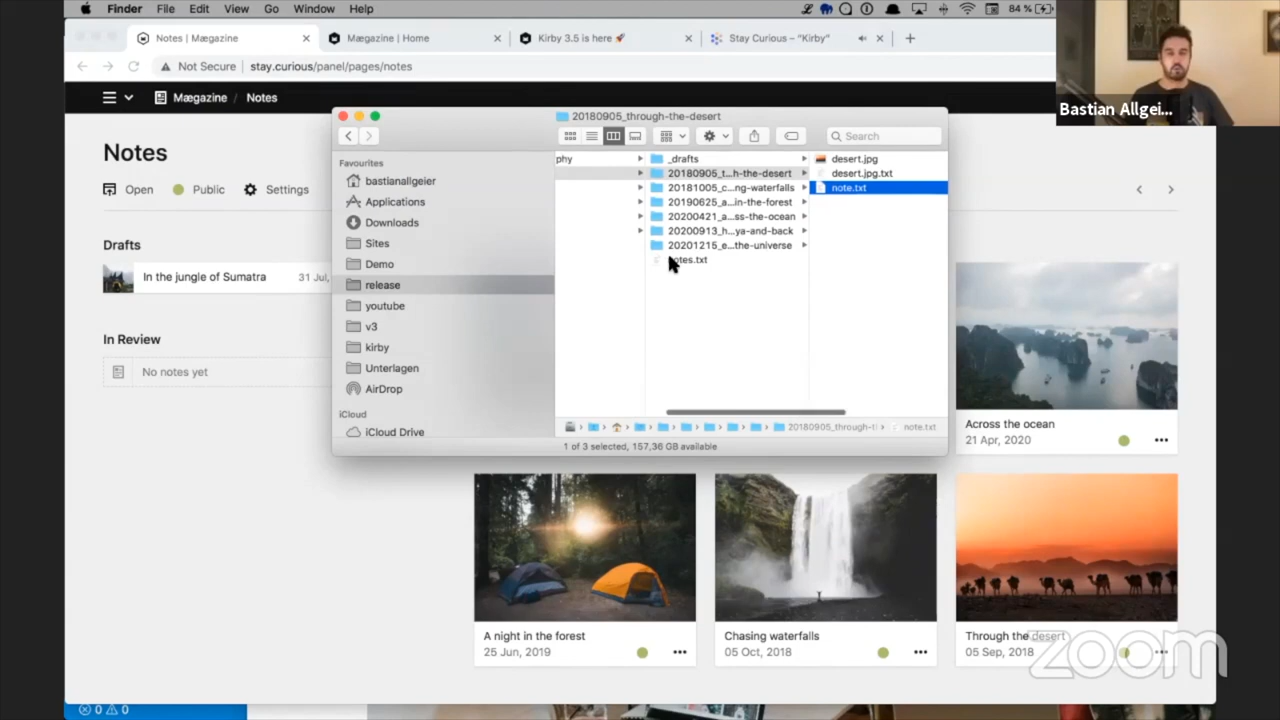 Finder File Edit View Go Window Help 84 %
Notes | Mægazine
Mægazine | Home
Kirby 3.5 is here 🚀
Stay Curious – "Kirby"
Not Secure stay.curious/panel/pages/notes
Bastian Allgei...
Mægazine / Notes
20180905_through-the-desert
Search
Notes
Open Public Settings
Favourites
bastianallgeier
Applications
Downloads
Sites
Demo
release
youtube
v3
kirby
Unterlagen
AirDrop
iCloud
iCloud Drive
phy
_drafts
20180905_t...h-the-desert
20181005_c...ng-waterfalls
20190625_a...in-the-forest
20200421_a...ss-the-ocean
20200913_h...ya-and-back
20201215_e...the-universe
desert.jpg
desert.jpg.txt
note.txt
20180905_through-t
note.txt
1 of 3 selected, 157,36 GB available
Drafts
In the jungle of Sumatra 31 Jul,
In Review
No notes yet
Across the ocean
21 Apr, 2020
A night in the forest
25 Jun, 2019
Chasing waterfalls
05 Oct, 2018
Through the desert
05 Sep, 2018
zoom
0 0